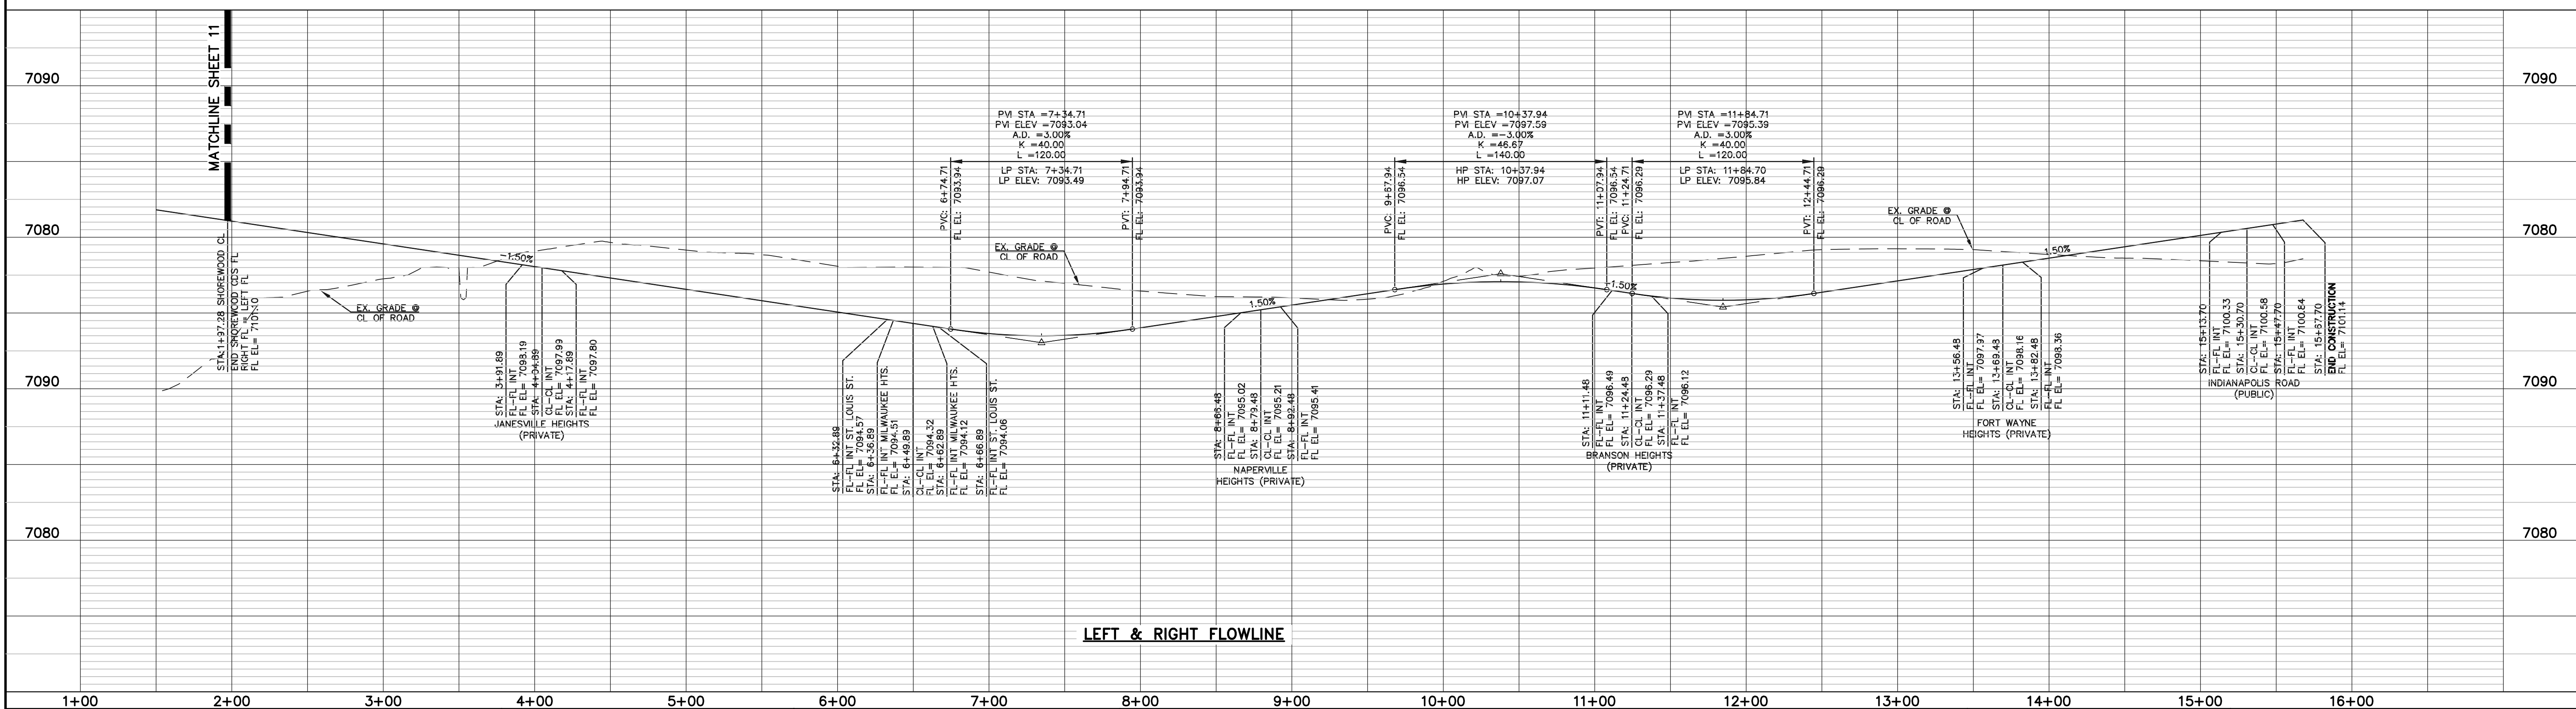 MATCHLINE SHEET 11
7090
7090
7080
7080
7090
7090
7080
7080
STA:1+97.28 SHOREWOOD CL
END SHOREWOOD CDS FL
RIGHT FL = LEFT FL
FL EL= 7101.10
EX. GRADE @
CL OF ROAD
-1.50%
STA: 3+91.89
FL-FL INT
FL EL= 7098.19
STA: 4+04.89
CL-CL INT
FL EL= 7097.99
STA: 4+17.89
FL-FL INT
FL EL= 7097.80
JANESVILLE HEIGHTS
(PRIVATE)
STA: 6+32.89
FL-FL INT ST. LOUIS ST.
FL EL= 7094.57
STA: 6+36.89
FL-FL INT MILWAUKEE HTS.
FL EL= 7094.51
STA: 6+49.89
CL-CL INT
FL EL= 7094.32
STA: 6+62.89
FL-FL INT MILWAUKEE HTS.
FL EL= 7094.12
STA: 6+66.89
FL-FL INT ST. LOUIS ST.
FL EL= 7094.06
PVI STA =7+34.71
PVI ELEV =7093.04
A.D. =3.00%
K =40.00
L =120.00
LP STA: 7+34.71
LP ELEV: 7093.49
PVC: 6+74.71
FL EL: 7093.94
PVT: 7+94.71
FL EL: 7093.94
EX. GRADE @
CL OF ROAD
1.50%
STA: 8+66.48
FL-FL INT
FL EL= 7095.02
STA: 8+79.48
CL-CL INT
FL EL= 7095.21
STA: 8+92.48
FL-FL INT
FL EL= 7095.41
NAPERVILLE
HEIGHTS (PRIVATE)
PVI STA =10+37.94
PVI ELEV =7097.59
A.D. =-3.00%
K =46.67
L =140.00
HP STA: 10+37.94
HP ELEV: 7097.07
PVC: 9+67.94
FL EL: 7096.54
PVT: 11+07.94
FL EL: 7096.54
-1.50%
STA: 11+11.48
FL-FL INT
FL EL= 7096.49
STA: 11+24.48
CL-CL INT
FL EL= 7096.29
STA: 11+37.48
FL-FL INT
FL EL= 7096.12
BRANSON HEIGHTS
(PRIVATE)
PVI STA =11+84.71
PVI ELEV =7095.39
A.D. =3.00%
K =40.00
L =120.00
LP STA: 11+84.70
LP ELEV: 7095.84
PVC: 11+24.71
FL EL: 7096.29
PVT: 12+44.71
FL EL: 7096.29
EX. GRADE @
CL OF ROAD
1.50%
STA: 13+56.48
FL-FL INT
FL EL= 7097.97
STA: 13+69.48
CL-CL INT
FL EL= 7098.16
STA: 13+82.48
FL-FL INT
FL EL= 7098.36
FORT WAYNE
HEIGHTS (PRIVATE)
STA: 15+13.70
FL-FL INT
FL EL= 7100.33
STA: 15+30.70
CL-CL INT
FL EL= 7100.58
STA: 15+47.70
FL-FL INT
FL EL= 7100.84
STA: 15+67.70
END CONSTRUCTION
FL EL= 7101.14
INDIANAPOLIS ROAD
(PUBLIC)
LEFT & RIGHT FLOWLINE
1+00 2+00 3+00 4+00 5+00 6+00 7+00 8+00 9+00 10+00 11+00 12+00 13+00 14+00 15+00 16+00